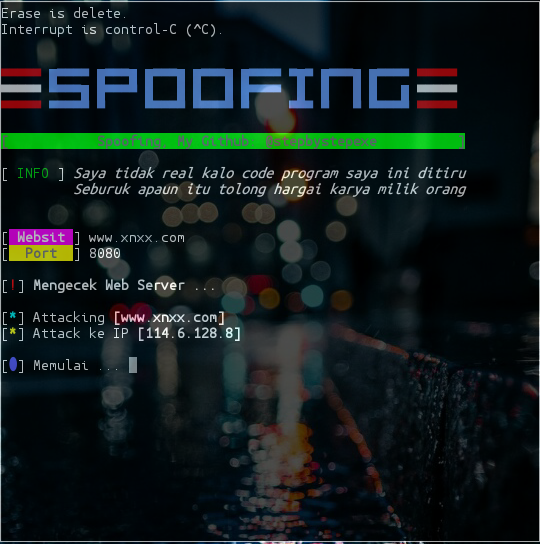 Erase is delete.
Interrupt is control-C (^C).
SPOOFING
[ Spoofing, My Github: @stepbystepexe ]
[ INFO ] Saya tidak real kalo code program saya ini ditiru
Seburuk apaun itu tolong hargai karya milik orang
[ Websit ] www.xnxx.com
[ Port ] 8080
[!] Mengecek Web Server ...
[*] Attacking [www.xnxx.com]
[*] Attack ke IP [114.6.128.8]
[●] Memulai ...